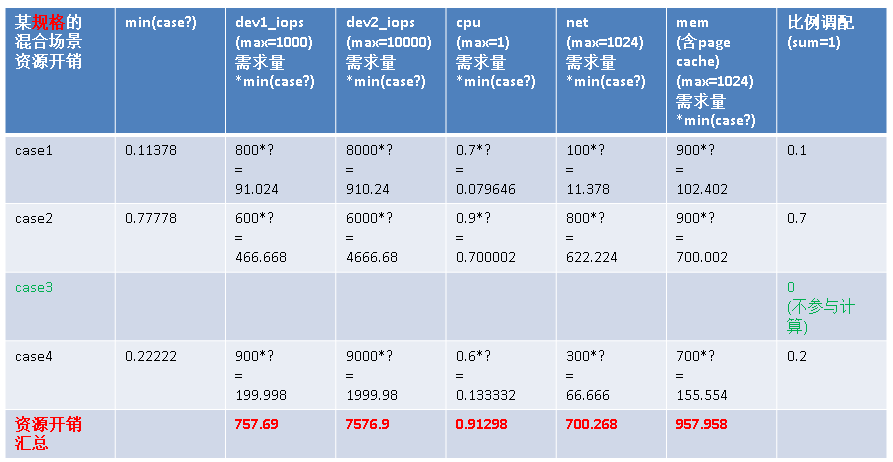 某规格的
混合场景
资源开销
min(case?)
dev1_iops
(max=1000)
需求量
*min(case?)
dev2_iops
(max=10000)
需求量
*min(case?)
cpu
(max=1)
需求量
*min(case?)
net
(max=1024)
需求量
*min(case?)
mem
(含page
cache)
(max=1024)
需求量
*min(case?)
比例调配
(sum=1)
case1
0.11378
800*?
=
91.024
8000*?
=
910.24
0.7*?
=
0.079646
100*?
=
11.378
900*?
=
102.402
0.1
case2
0.77778
600*?
=
466.668
6000*?
=
4666.68
0.9*?
=
0.700002
800*?
=
622.224
900*?
=
700.002
0.7
case3
0
(不参与计
算)
case4
0.22222
900*?
=
199.998
9000*?
=
1999.98
0.6*?
=
0.133332
300*?
=
66.666
700*?
=
155.554
0.2
资源开销
汇总
757.69
7576.9
0.91298
700.268
957.958